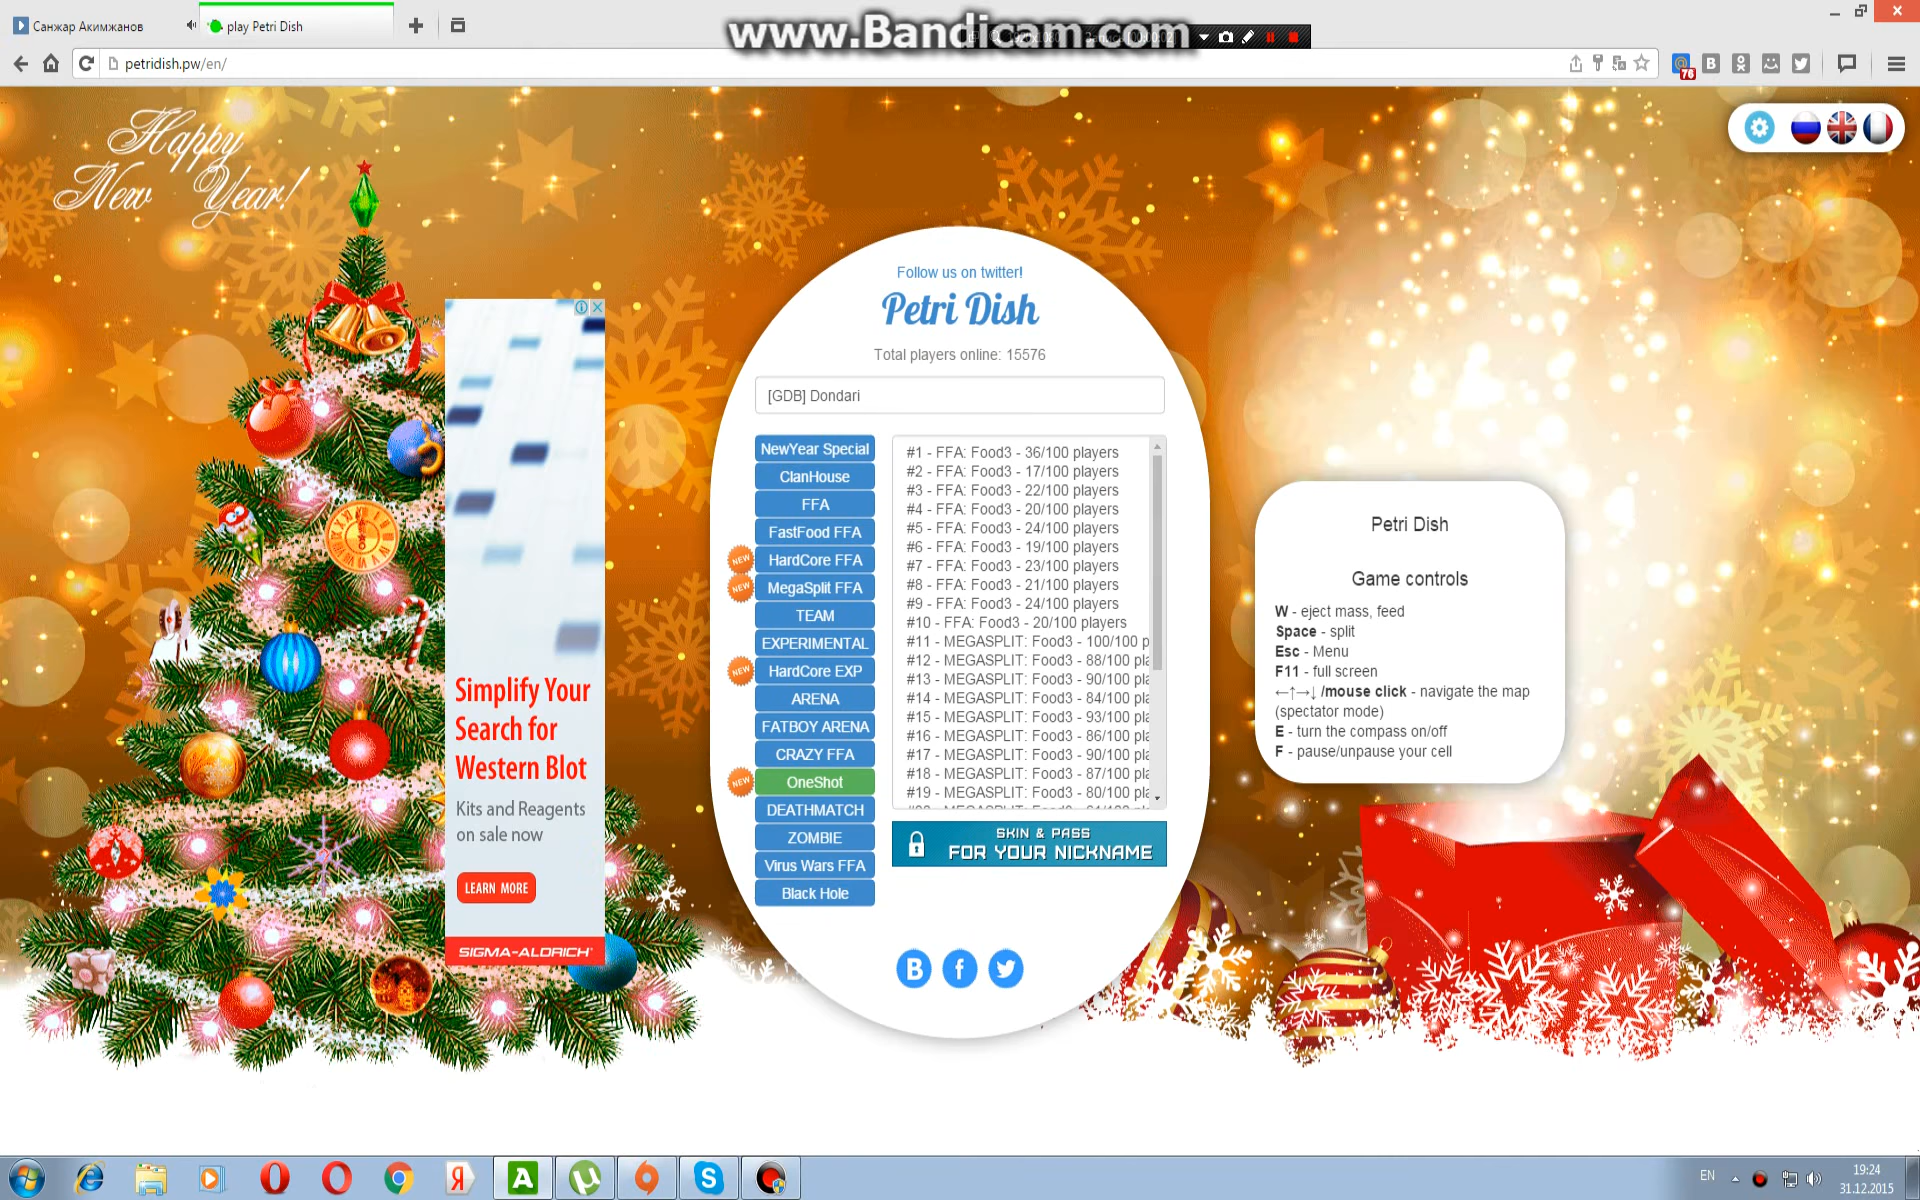 Санжар Акимжанов
play Petri Dish
www.Bandicam.com
petridish.pw/en/
76
Happy
New Year!
Follow us on twitter!
Petri Dish
Total players online: 15576
[GDB] Dondari
NewYear Special
ClanHouse
FFA
FastFood FFA
NEW HardCore FFA
NEW MegaSplit FFA
TEAM
EXPERIMENTAL
NEW HardCore EXP
ARENA
FATBOY ARENA
CRAZY FFA
NEW OneShot
DEATHMATCH
ZOMBIE
Virus Wars FFA
Black Hole
#1 - FFA: Food3 - 36/100 players
#2 - FFA: Food3 - 17/100 players
#3 - FFA: Food3 - 22/100 players
#4 - FFA: Food3 - 20/100 players
#5 - FFA: Food3 - 24/100 players
#6 - FFA: Food3 - 19/100 players
#7 - FFA: Food3 - 23/100 players
#8 - FFA: Food3 - 21/100 players
#9 - FFA: Food3 - 24/100 players
#10 - FFA: Food3 - 20/100 players
#11 - MEGASPLIT: Food3 - 100/100 p
#12 - MEGASPLIT: Food3 - 88/100 pla
#13 - MEGASPLIT: Food3 - 90/100 pla
#14 - MEGASPLIT: Food3 - 84/100 pla
#15 - MEGASPLIT: Food3 - 93/100 pla
#16 - MEGASPLIT: Food3 - 86/100 pla
#17 - MEGASPLIT: Food3 - 90/100 pla
#18 - MEGASPLIT: Food3 - 87/100 pla
#19 - MEGASPLIT: Food3 - 80/100 pla
SKIN & PASS
FOR YOUR NICKNAME
Simplify Your
Search for
Western Blot
Kits and Reagents
on sale now
LEARN MORE
SIGMA-ALDRICH
Petri Dish
Game controls
W - eject mass, feed
Space - split
Esc - Menu
F11 - full screen
←↑→↓ /mouse click - navigate the map
(spectator mode)
E - turn the compass on/off
F - pause/unpause your cell
EN
19:24
31.12.2015